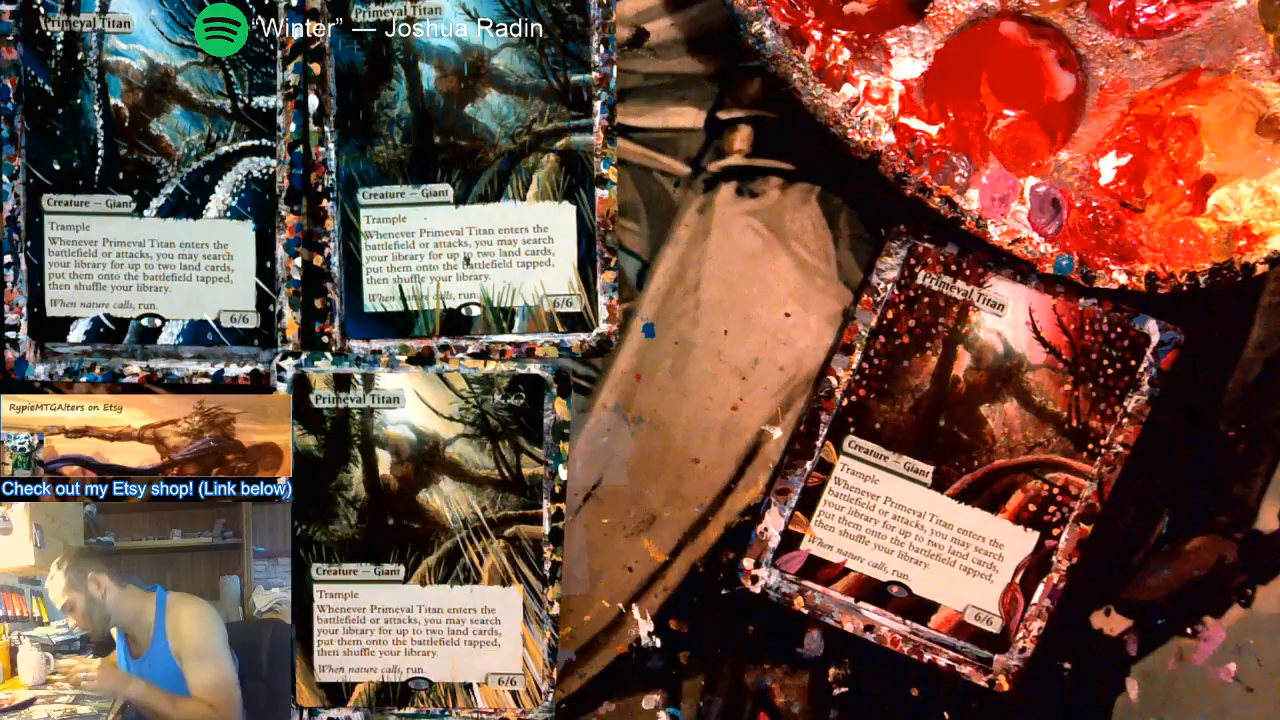 "Winter" — Joshua Radin
Primeval Titan
Creature — Giant
Trample
Whenever Primeval Titan enters the
battlefield or attacks, you may search
your library for up to two land cards,
put them onto the battlefield tapped,
then shuffle your library.
When nature calls, run.
6/6
Primeval Titan
Creature — Giant
Trample
Whenever Primeval Titan enters the
battlefield or attacks, you may search
your library for up to two land cards,
put them onto the battlefield tapped,
then shuffle your library.
When nature calls, run.
6/6
RypieMTGAlters on Etsy
Check out my Etsy shop! (Link below)
Primeval Titan
Creature — Giant
Trample
Whenever Primeval Titan enters the
battlefield or attacks, you may search
your library for up to two land cards,
put them onto the battlefield tapped,
then shuffle your library.
When nature calls, run.
6/6
Primeval Titan
Creature — Giant
Trample
Whenever Primeval Titan enters the
battlefield or attacks, you may search
your library for up to two land cards,
put them onto the battlefield tapped,
then shuffle your library.
When nature calls, run.
6/6